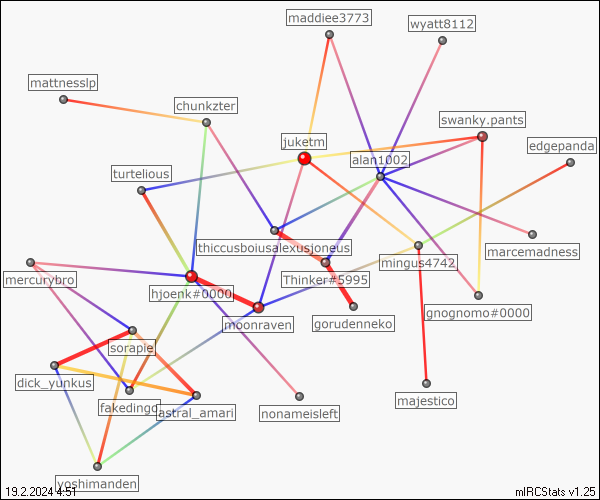 maddiee3773
wyatt8112
mattnesslp
chunkzter
swanky.pants
juketm
edgepanda
alan1002
turtelious
thiccusboiusalexusjoneus
marcemadness
mingus4742
mercurybro
Thinker#5995
hjoenk#0000
gnognomo#0000
moonraven
gorudenneko
sorapie
dick_yunkus
fakedingo
astral_amari
nonameisleft
majestico
yoshimanden
19.2.2024 4:51
mIRCStats v1.25